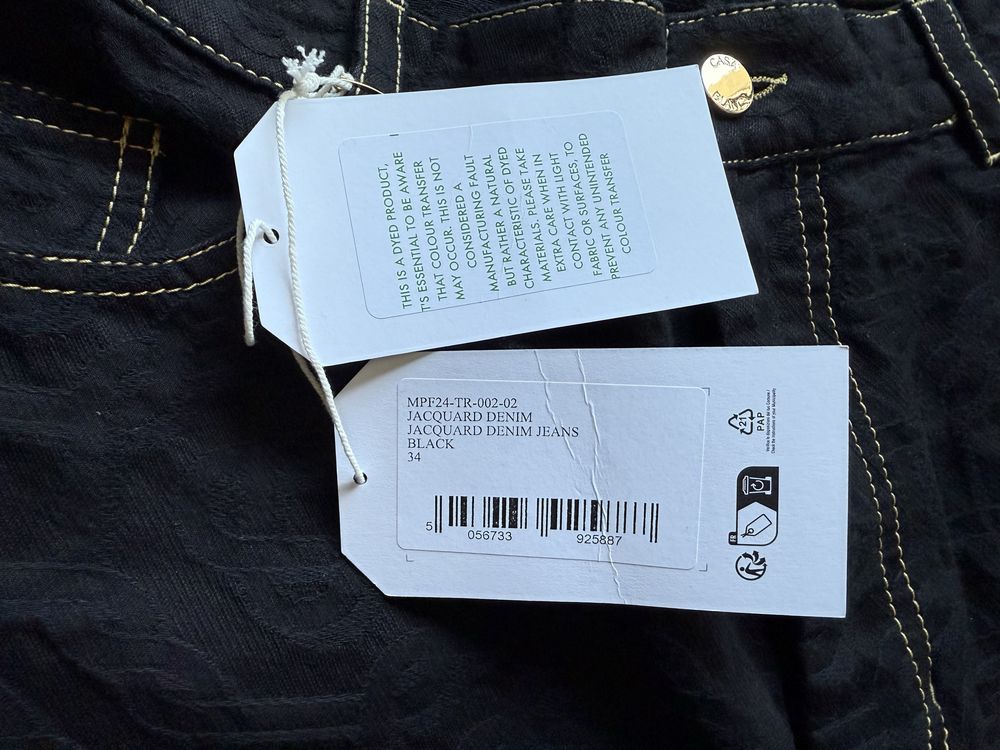 CASA
BLANCA
THIS IS A DYED PRODUCT,
T'S ESSENTIAL TO BE AWARE
THAT COLOUR TRANSFER
MAY OCCUR. THIS IS NOT
CONSIDERED A
MANUFACTURING FAULT
BUT RATHER A NATURAL
CHARACTERISTIC OF DYED
MATERIALS. PLEASE TAKE
EXTRA CARE WHEN IN
CONTACT WITH LIGHT
FABRIC OR SURFACES, TO
PREVENT ANY UNINTENDED
COLOUR TRANSFER
MPF24-TR-002-02
JACQUARD DENIM
JACQUARD DENIM JEANS
BLACK
34
5 056733 925887
21
PAP
FR